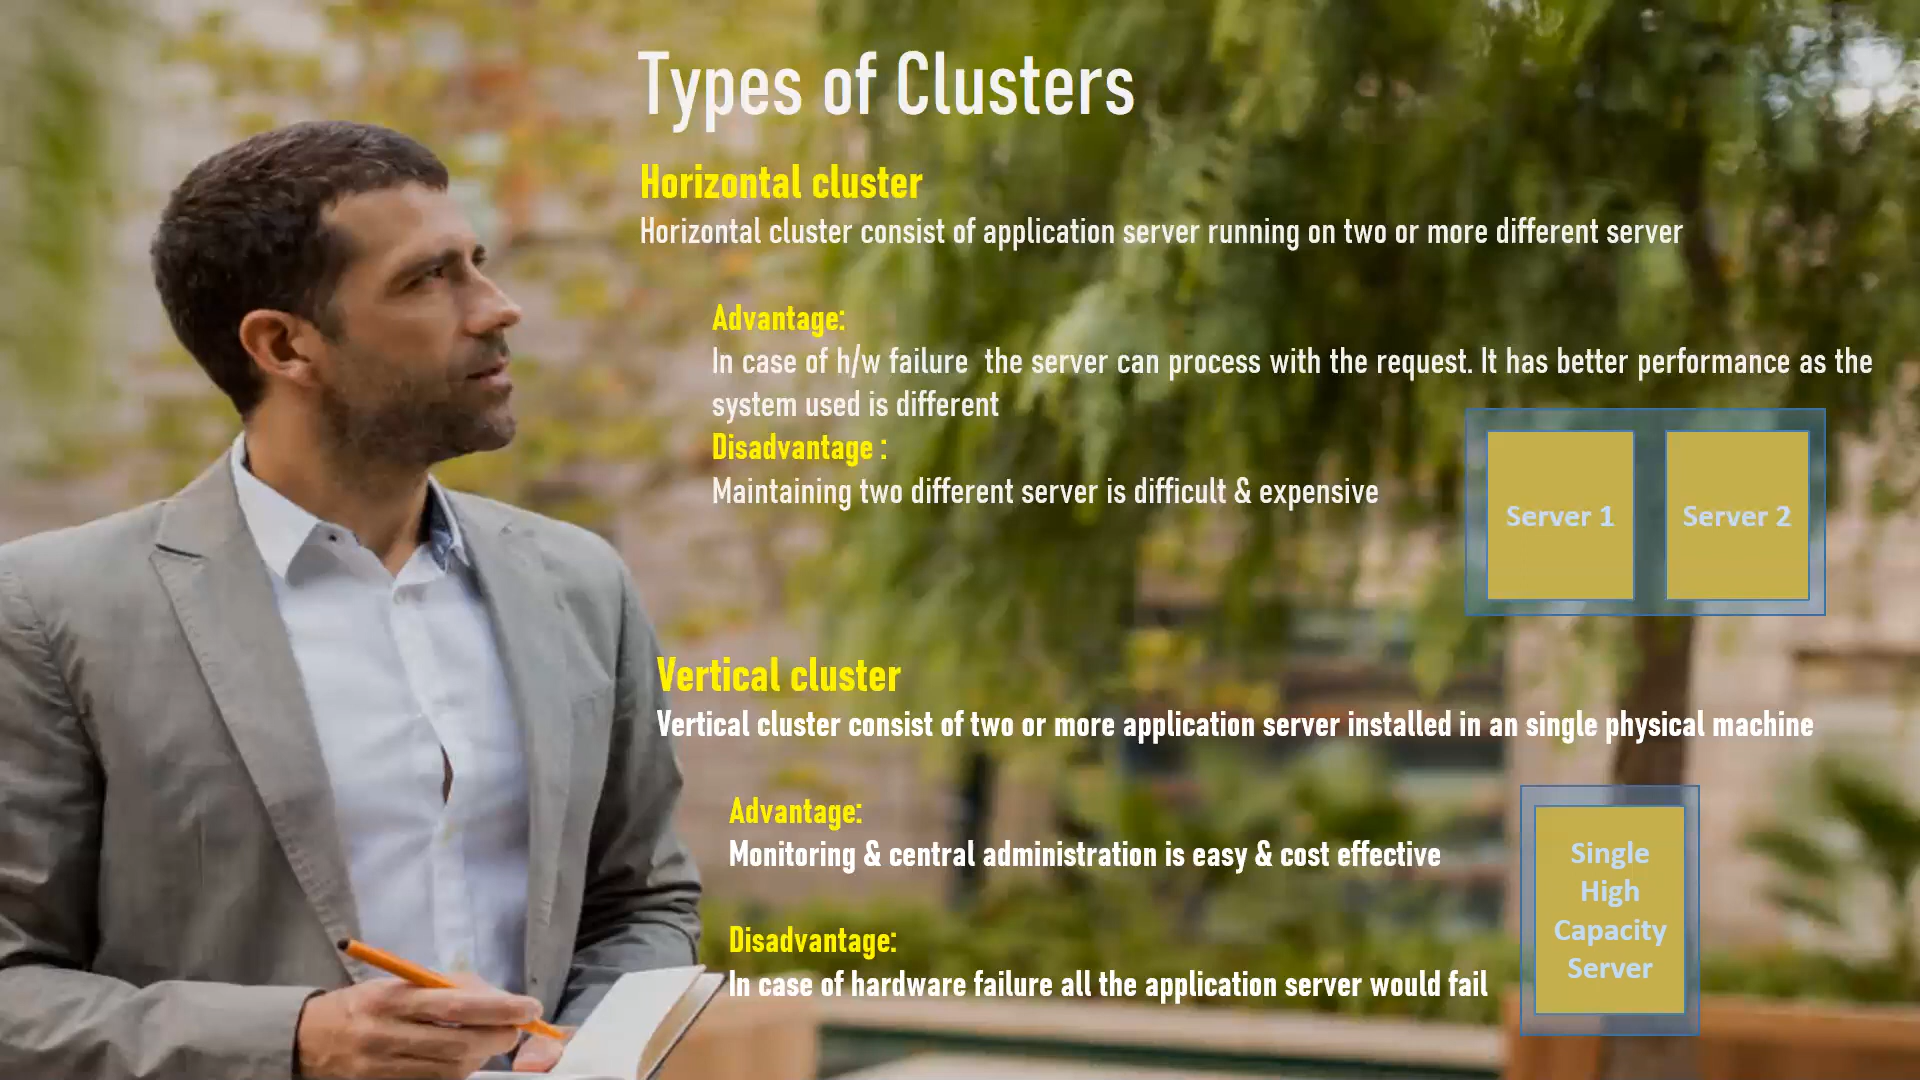 Types of Clusters
Horizontal cluster
Horizontal cluster consist of application server running on two or more different server
Advantage:
In case of h/w failure  the server can process with the request. It has better performance as the
system used is different
Disadvantage :
Maintaining two different server is difficult & expensive
Server 1
Server 2
Vertical cluster
Vertical cluster consist of two or more application server installed in an single physical machine
Advantage:
Monitoring & central administration is easy & cost effective
Disadvantage:
In case of hardware failure all the application server would fail
Single
High
Capacity
Server